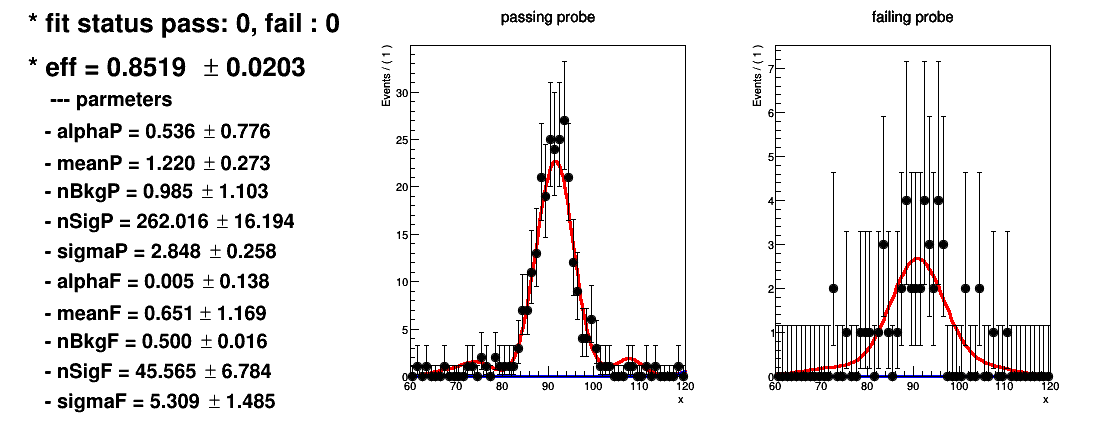 * fit status pass: 0, fail : 0
* eff = 0.8519 ± 0.0203
--- parmeters
- alphaP = 0.536 ± 0.776
- meanP = 1.220 ± 0.273
- nBkgP = 0.985 ± 1.103
- nSigP = 262.016 ± 16.194
- sigmaP = 2.848 ± 0.258
- alphaF = 0.005 ± 0.138
- meanF = 0.651 ± 1.169
- nBkgF = 0.500 ± 0.016
- nSigF = 45.565 ± 6.784
- sigmaF = 5.309 ± 1.485
passing probe
Events / ( 1 )
30
25
20
15
10
5
0
60 70 80 90 100 110 120
x
failing probe
Events / ( 1 )
7
6
5
4
3
2
1
0
60 70 80 90 100 110 120
x